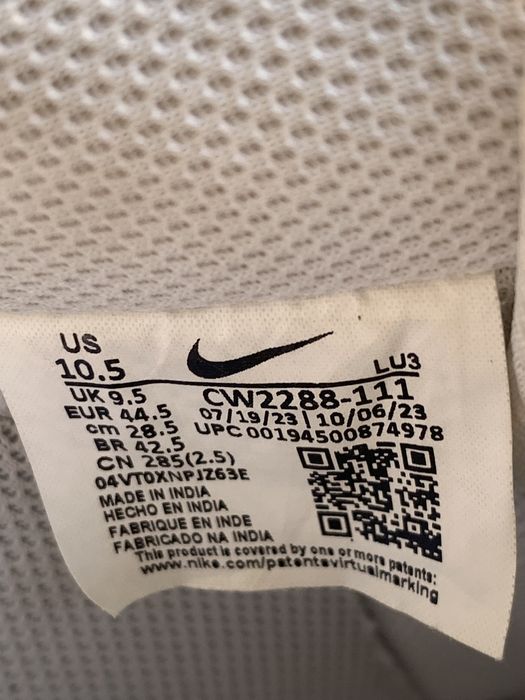 US
10.5
LU3
UK 9.5
CW2288-111
EUR 44.5
07/19/23 | 10/06/23
cm 28.5
UPC 00194500874978
BR 42.5
CN 285(2.5)
04VT0XNPJZ63E
MADE IN INDIA
HECHO EN INDIA
FABRIQUE EN INDE
FABRICADO NA INDIA
This product is covered by one or more patents:
www.nike.com/patentsvirtualmarking